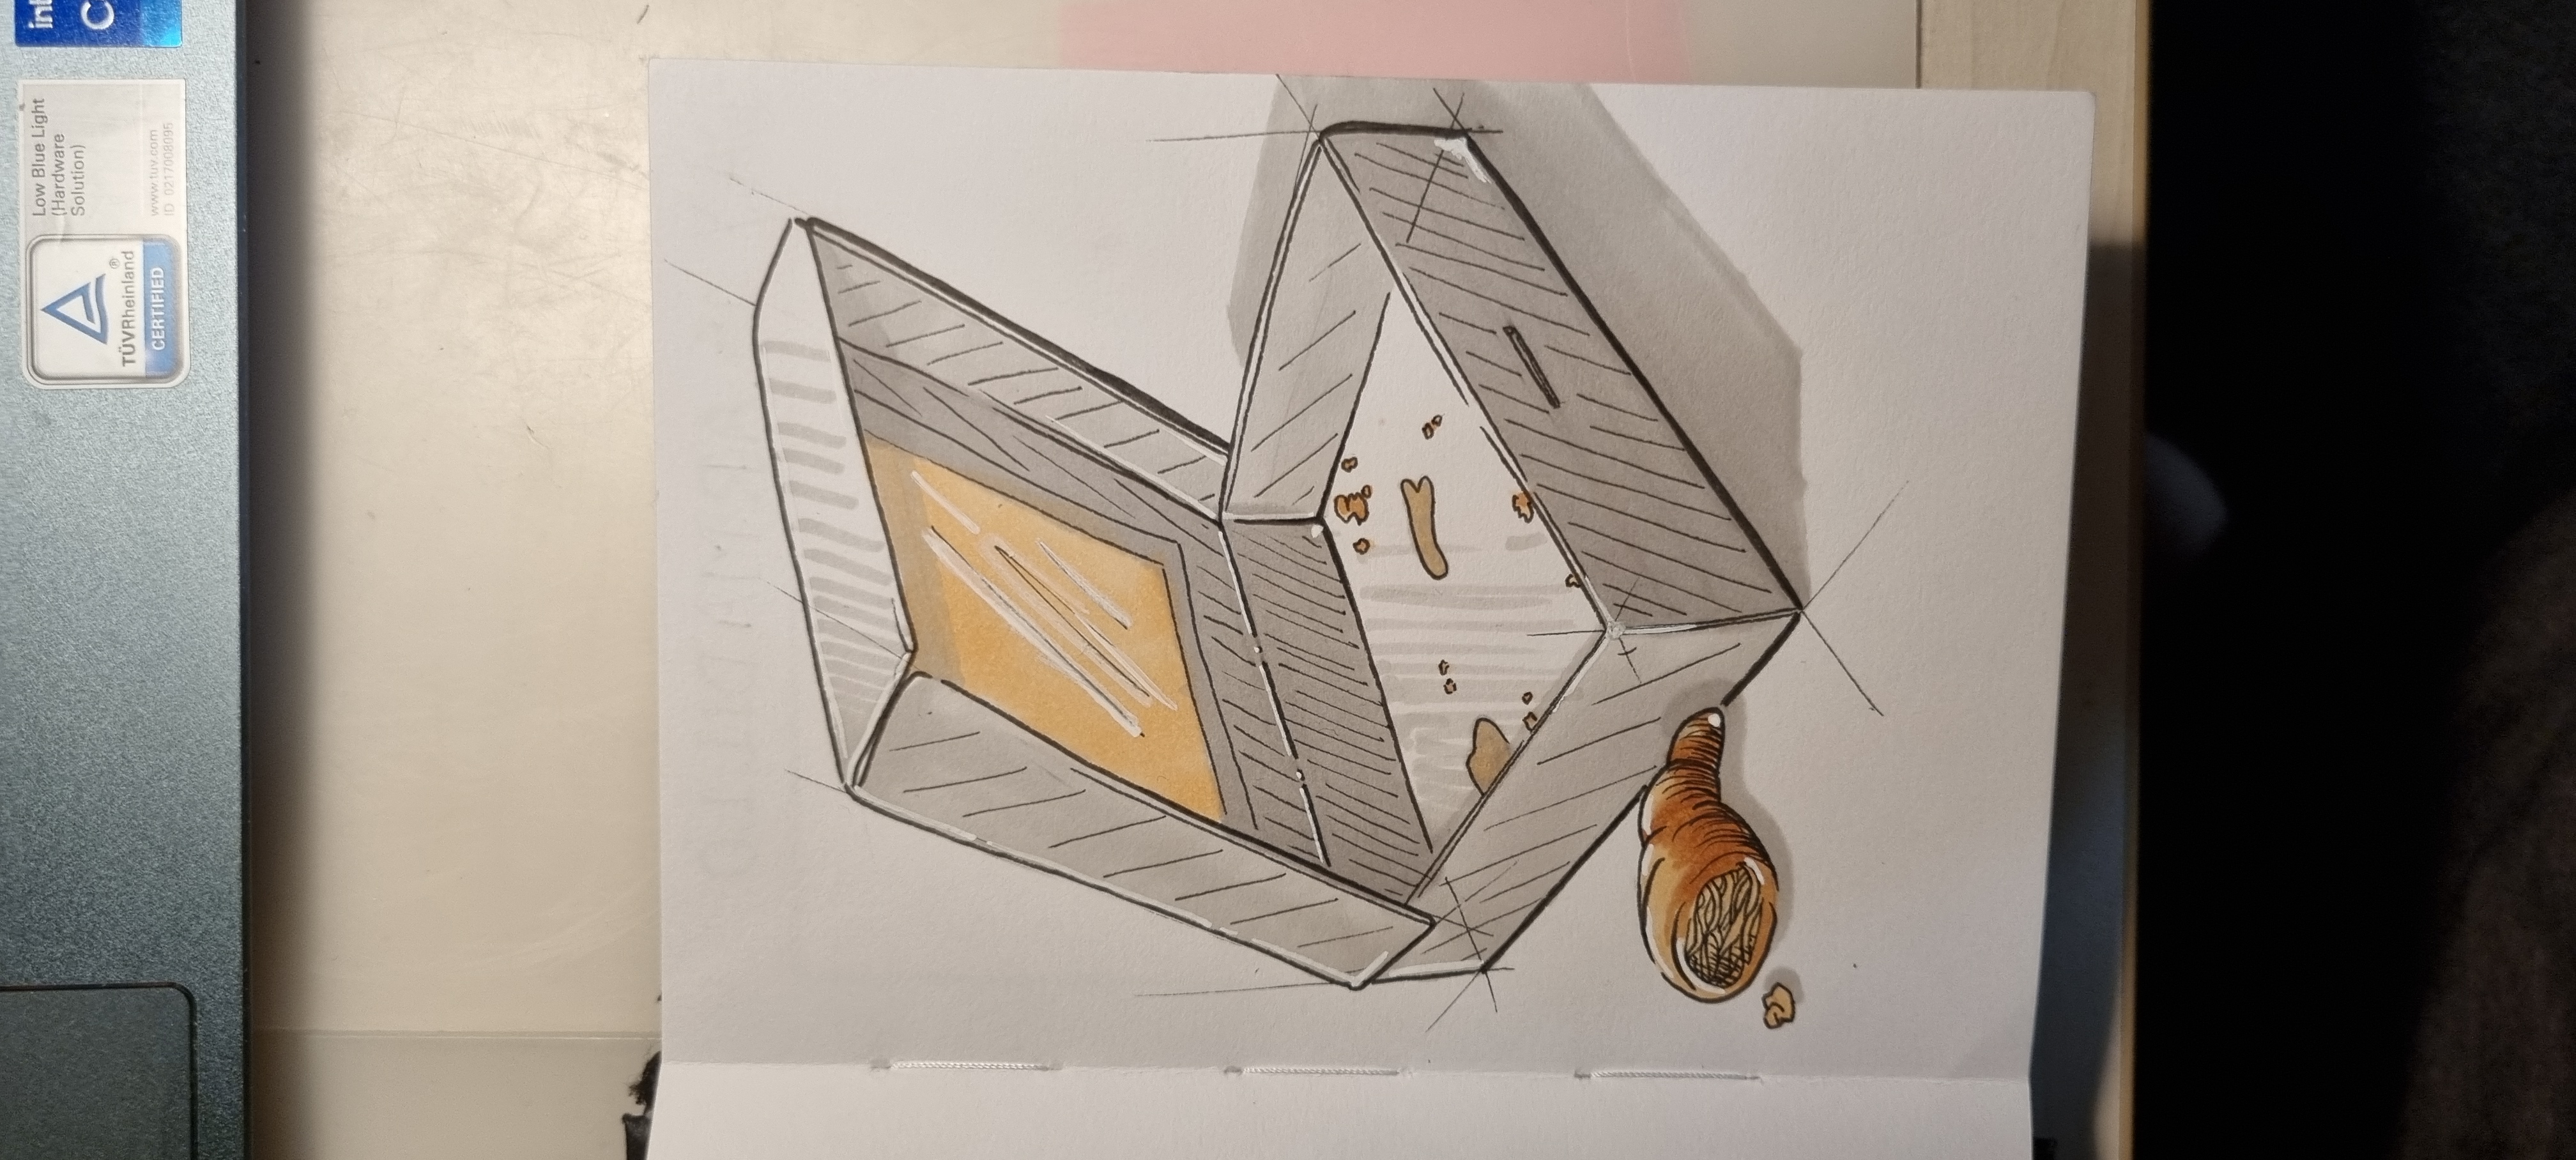 Low Blue Light
(Hardware
Solution)
TÜVRheinland
®
CERTIFIED
www.tuv.com
ID 0217008095